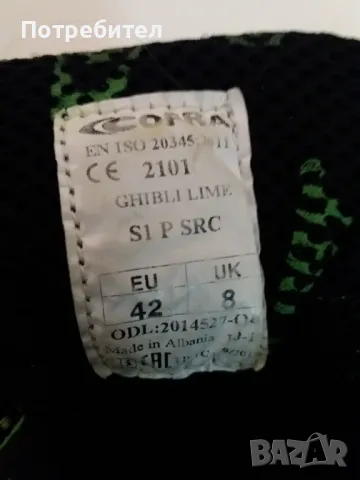 Потребител
COFRA
EN ISO 20345:2011
CE 2101
GHIBLI LIME
S1 P SRC
EU UK
42 8
ODL:2014527-O
Made in Albania
EAC
BAZAR